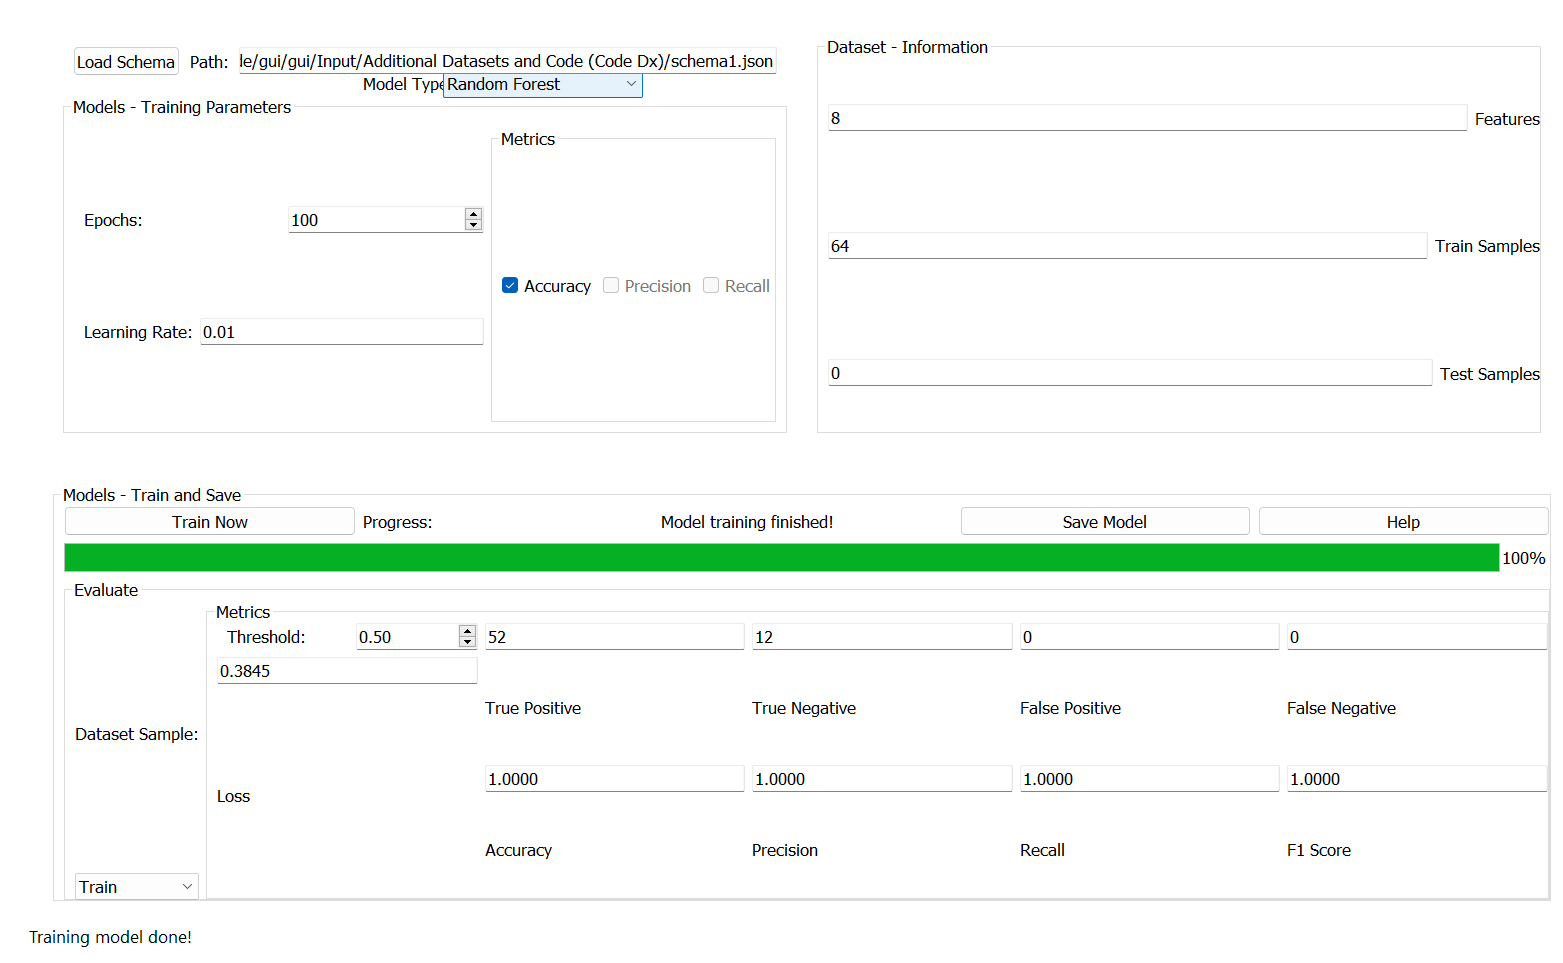 Load Schema Path: le/gui/gui/Input/Additional Datasets and Code (Code Dx)/schema1.json
Model Type Random Forest
Models - Training Parameters
Metrics
Epochs: 100
Accuracy Precision Recall
Learning Rate: 0.01
Dataset - Information
8 Features
64 Train Samples
0 Test Samples
Models - Train and Save
Train Now Progress: Model training finished! Save Model Help
100%
Evaluate
Metrics
Threshold: 0.50 52 12 0 0
0.3845
True Positive True Negative False Positive False Negative
Dataset Sample:
1.0000 1.0000 1.0000 1.0000
Loss
Accuracy Precision Recall F1 Score
Train
Training model done!